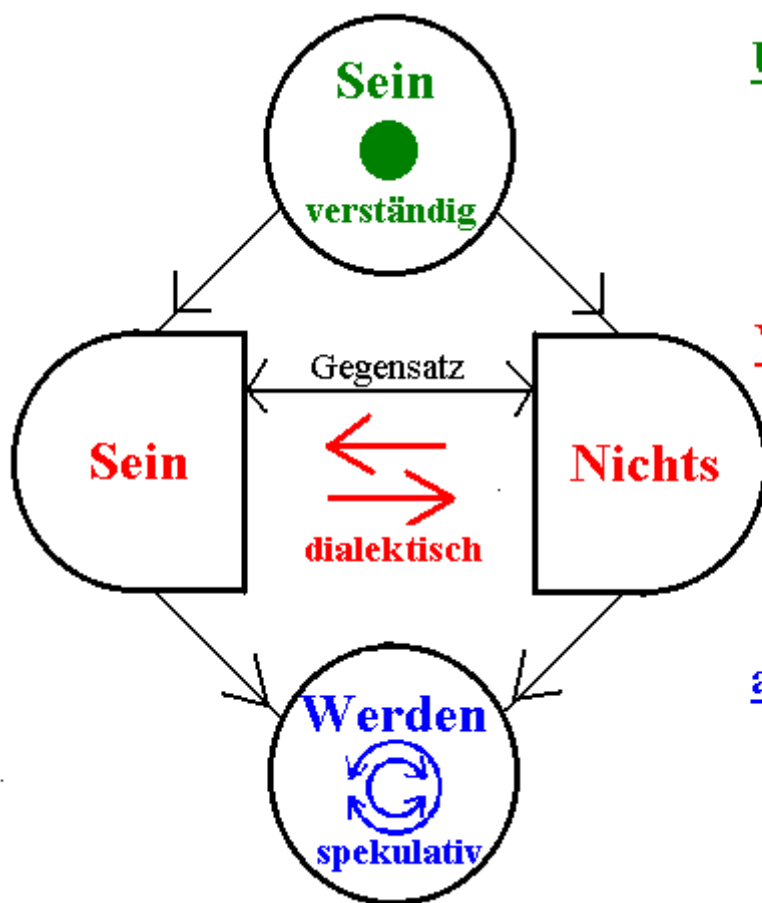 Sein
verständig
Gegensatz
Sein
Nichts
dialektisch
Werden
spekulativ